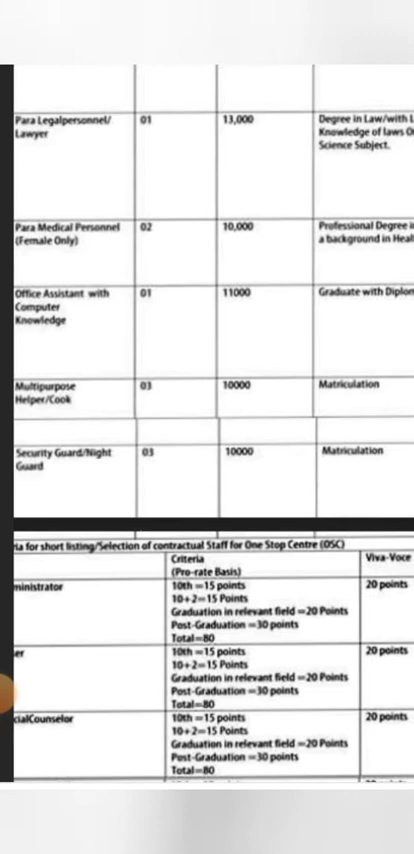 Para Legalpersonnel/ 01 13,000 Degree in Law/with
Lawyer Knowledge of laws
Science Subject.
Para Medical Personnel 02 10,000 Professional Degree
(Female Only) a background in
Office Assistant with 01 11000 Graduate with
Computer
Knowledge
Multipurpose 03 10000 Matriculation
Helper/Cook
Security Guard/Night 03 10000 Matriculation
Guard
for short listing/Selection of contractual Staff for One Stop Centre (OSC)
Criteria Viva-Voce
(Pro-rate Basis)
ministrator 10th =15 points 20 points
10+2=15 Points
Graduation in relevant field =20 Points
Post-Graduation =30 points
Total=80
er 10th =15 points 20 points
10+2=15 Points
Graduation in relevant field =20 Points
Post-Graduation =30 points
Total=80
cialCounselor 10th =15 points 20 points
10+2=15 Points
Graduation in relevant field =20 Points
Post-Graduation =30 points
Total=80